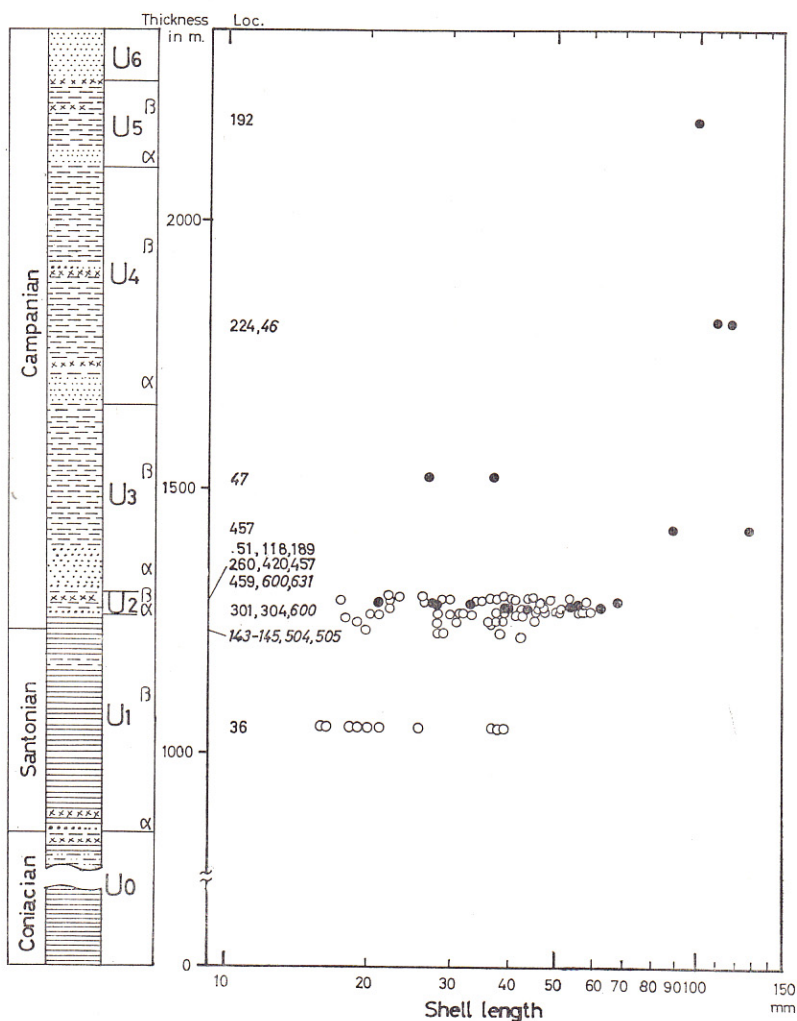 Thickness
in m.
Loc.
Campanian
Santonian
Coniacian
U6
β
U5
α
β
U4
α
β
U3
α
U2
β
α
β
U1
α
U0
2000
1500
1000
0
192
224,46
47
457
51, 118,189
260, 420,457
459, 600,631
301, 304, 600
143-145, 504, 505
36
10 20 30 40 50 60 70 80 90 100 150
Shell length
mm